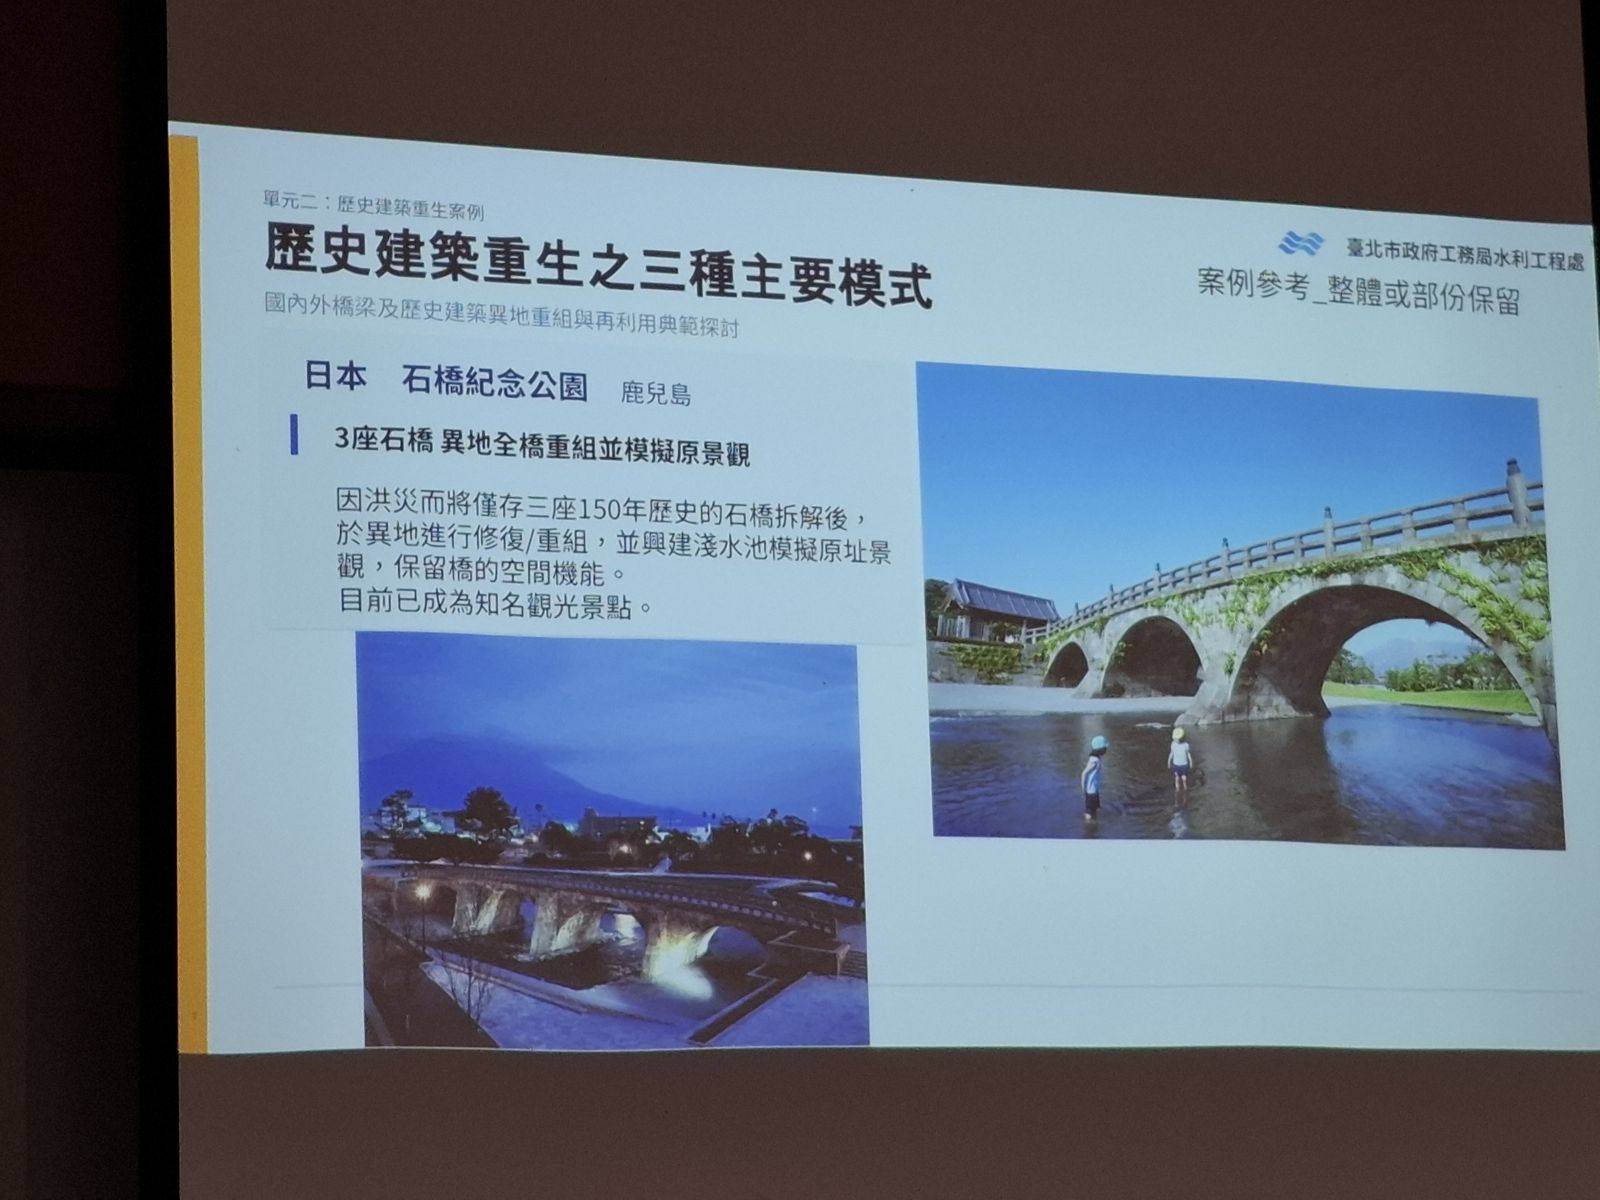 單元二：歷史建築重生案例
歷史建築重生之三種主要模式
國內外橋梁及歷史建築異地重組與再利用典範探討
臺北市政府工務局水利工程處
案例參考_整體或部份保留
日本 石橋紀念公園 鹿兒島
3座石橋 異地全橋重組並模擬原景觀
因洪災而將僅存三座150年歷史的石橋拆解後，
於異地進行修復/重組，並興建淺水池模擬原址景
觀，保留橋的空間機能。
目前已成為知名觀光景點。